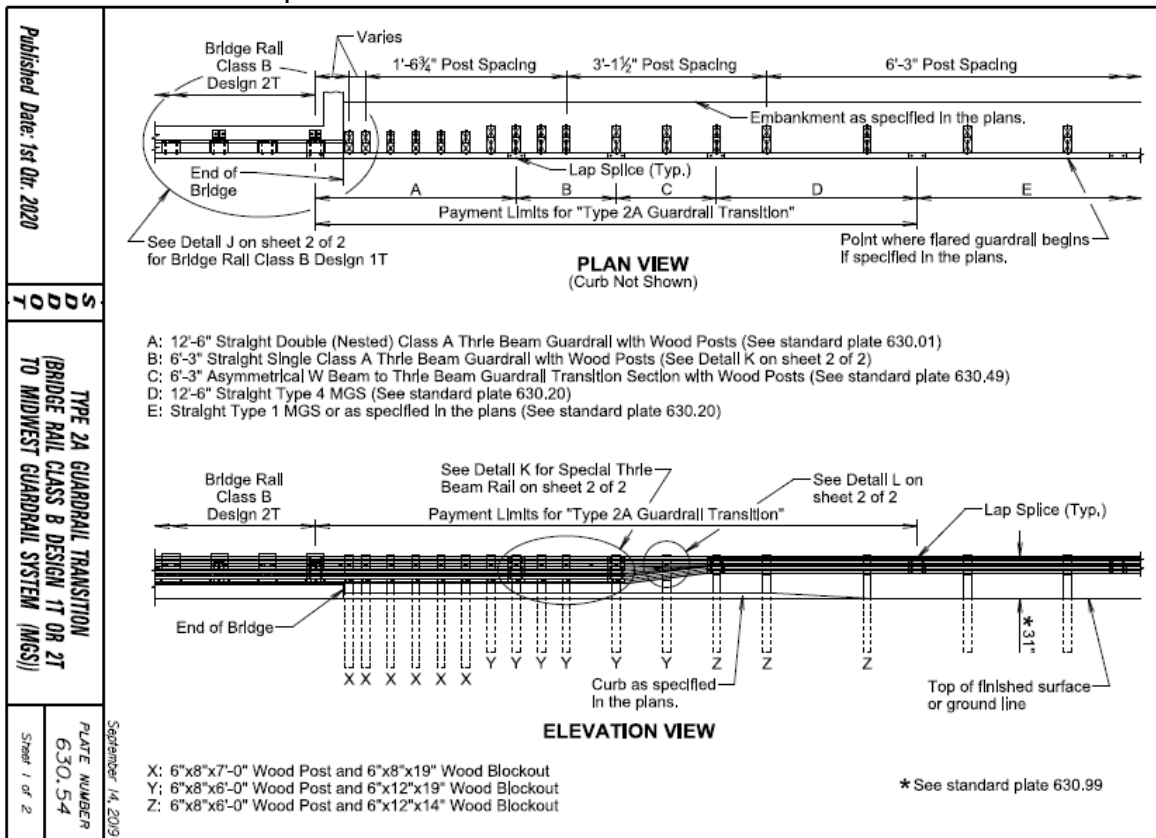 Published Date: 1st Qtr. 2020
S D D O T
TYPE 2A GUARDRAIL TRANSITION
(BRIDGE RAIL CLASS B DESIGN 1T OR 2T
TO MIDWEST GUARDRAIL SYSTEM (MGS))
PLATE NUMBER
630.54
Sheet 1 of 2
September 14, 2019
Bridge Rail
Class B
Design 2T
Varies
1'-6¾" Post Spacing
3'-1½" Post Spacing
6'-3" Post Spacing
Embankment as specified in the plans.
End of
Bridge
Lap Splice (Typ.)
A
B
C
D
E
Payment Limits for "Type 2A Guardrail Transition"
See Detail J on sheet 2 of 2
for Bridge Rail Class B Design 1T
Point where flared guardrail begins
if specified in the plans.
PLAN VIEW
(Curb Not Shown)
A: 12'-6" Straight Double (Nested) Class A Thrie Beam Guardrail with Wood Posts (See standard plate 630.01)
B: 6'-3" Straight Single Class A Thrie Beam Guardrail with Wood Posts (See Detail K on sheet 2 of 2)
C: 6'-3" Asymmetrical W Beam to Thrie Beam Guardrail Transition Section with Wood Posts (See standard plate 630.49)
D: 12'-6" Straight Type 4 MGS (See standard plate 630.20)
E: Straight Type 1 MGS or as specified in the plans (See standard plate 630.20)
Bridge Rail
Class B
Design 2T
See Detail K for Special Thrie
Beam Rail on sheet 2 of 2
See Detail L on
sheet 2 of 2
Payment Limits for "Type 2A Guardrail Transition"
Lap Splice (Typ.)
End of Bridge
X X X X X X Y Y Y Y Y Y Z Z Z
*31"
Curb as specified
in the plans.
Top of finished surface
or ground line
ELEVATION VIEW
X: 6"x8"x7'-0" Wood Post and 6"x8"x19" Wood Blockout
Y: 6"x8"x6'-0" Wood Post and 6"x12"x19" Wood Blockout
Z: 6"x8"x6'-0" Wood Post and 6"x12"x14" Wood Blockout
* See standard plate 630.99